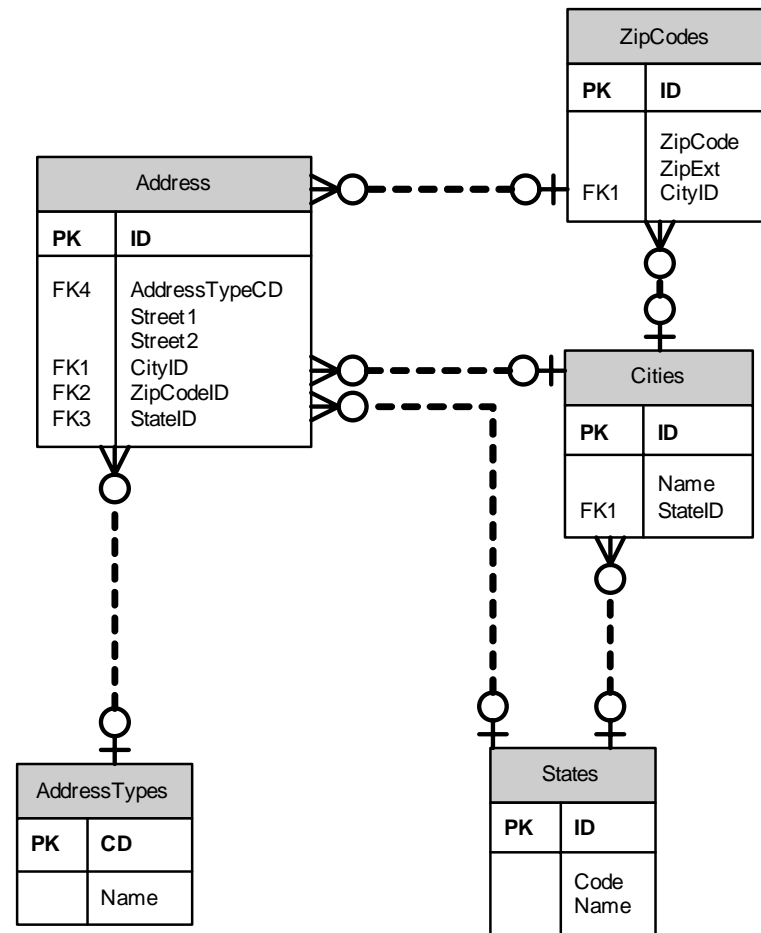 ZipCodes
PK ID
ZipCode
ZipExt
FK1 CityID
Address
PK ID
FK4 AddressTypeCD
Street1
Street2
FK1 CityID
FK2 ZipCodeID
FK3 StateID
Cities
PK ID
Name
FK1 StateID
AddressTypes
PK CD
Name
States
PK ID
Code
Name